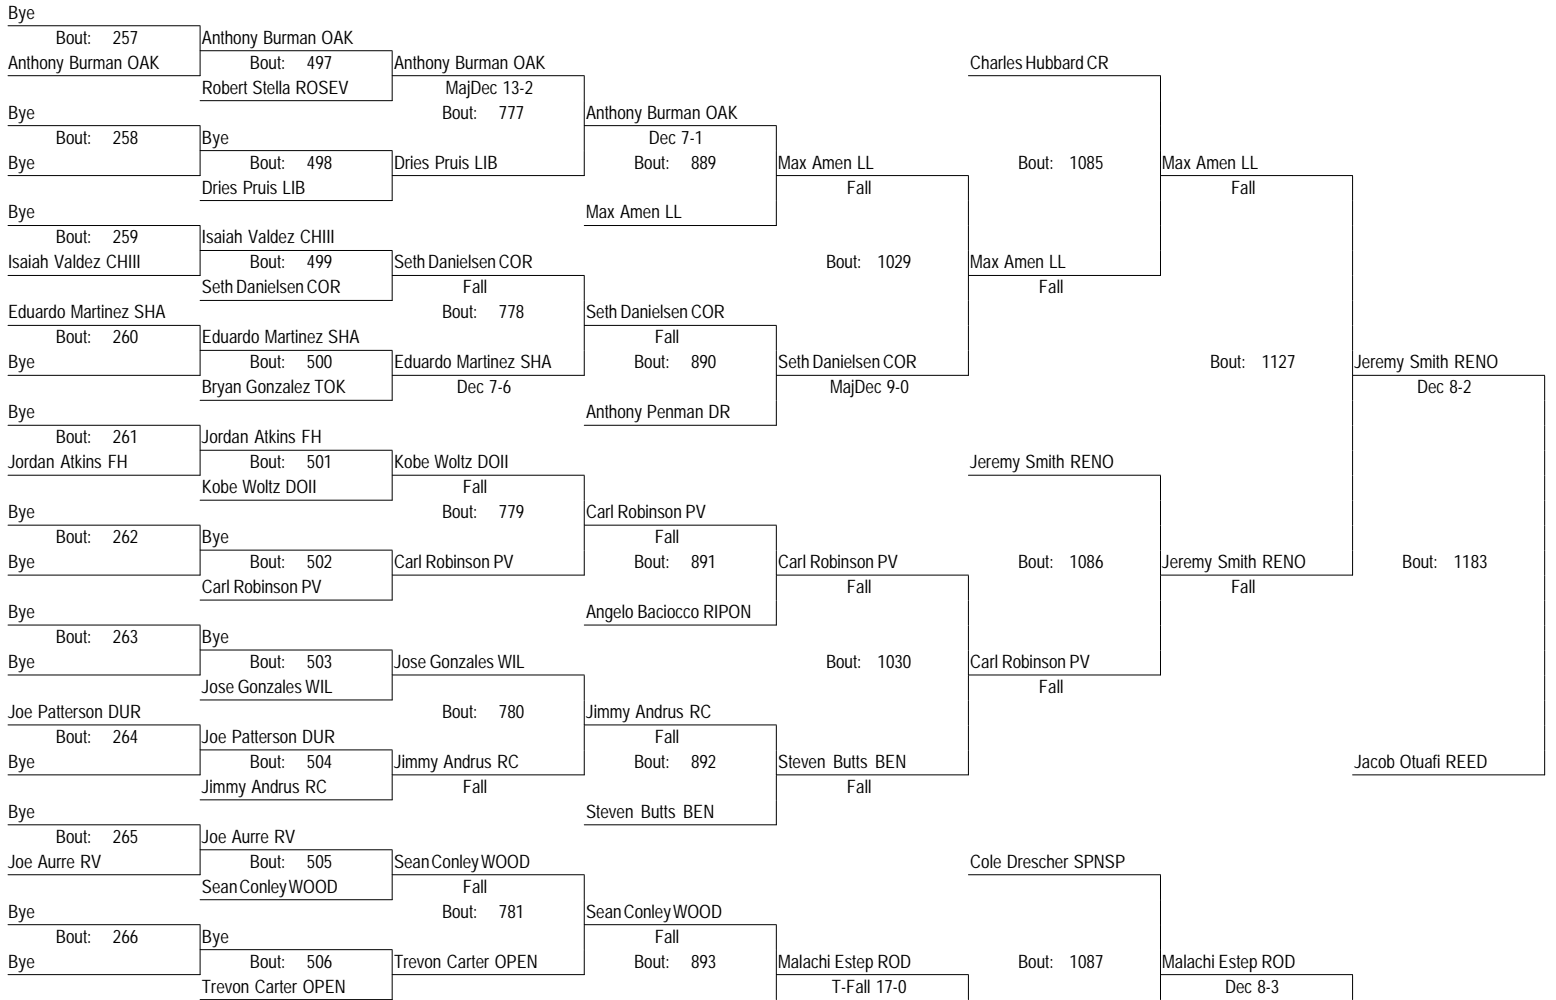 Bye
Bout: 257 Anthony Burman OAK
Anthony Burman OAK Bout: 497 Anthony Burman OAK Charles Hubbard CR
Robert Stella ROSEV MajDec 13-2
Bye Bout: 777 Anthony Burman OAK
Bout: 258 Bye Dec 7-1
Bye Bout: 498 Dries Pruis LIB Bout: 889 Max Amen LL Bout: 1085 Max Amen LL
Dries Pruis LIB Fall Fall
Bye Max Amen LL
Bout: 259 Isaiah Valdez CHIII
Isaiah Valdez CHIII Bout: 499 Seth Danielsen COR Bout: 1029 Max Amen LL
Seth Danielsen COR Fall Fall
Eduardo Martinez SHA Bout: 778 Seth Danielsen COR
Bout: 260 Eduardo Martinez SHA Fall
Bye Bout: 500 Eduardo Martinez SHA Bout: 890 Seth Danielsen COR Bout: 1127 Jeremy Smith RENO
Bryan Gonzalez TOK Dec 7-6 MajDec 9-0 Dec 8-2
Bye Anthony Penman DR
Bout: 261 Jordan Atkins FH
Jordan Atkins FH Bout: 501 Kobe Woltz DOII Jeremy Smith RENO
Kobe Woltz DOII Fall
Bye Bout: 779 Carl Robinson PV
Bout: 262 Bye Fall
Bye Bout: 502 Carl Robinson PV Bout: 891 Carl Robinson PV Bout: 1086 Jeremy Smith RENO Bout: 1183
Carl Robinson PV Fall Fall
Bye Angelo Baciocco RIPON
Bout: 263 Bye
Bye Bout: 503 Jose Gonzales WIL Bout: 1030 Carl Robinson PV
Jose Gonzales WIL Fall
Joe Patterson DUR Bout: 780 Jimmy Andrus RC
Bout: 264 Joe Patterson DUR Fall
Bye Bout: 504 Jimmy Andrus RC Bout: 892 Steven Butts BEN Jacob Otuafi REED
Jimmy Andrus RC Fall Fall
Bye Steven Butts BEN
Bout: 265 Joe Aurre RV
Joe Aurre RV Bout: 505 Sean Conley WOOD Cole Drescher SPNSP
Sean Conley WOOD Fall
Bye Bout: 781 Sean Conley WOOD
Bout: 266 Bye Fall
Bye Bout: 506 Trevon Carter OPEN Bout: 893 Malachi Estep ROD Bout: 1087 Malachi Estep ROD
Trevon Carter OPEN T-Fall 17-0 Dec 8-3